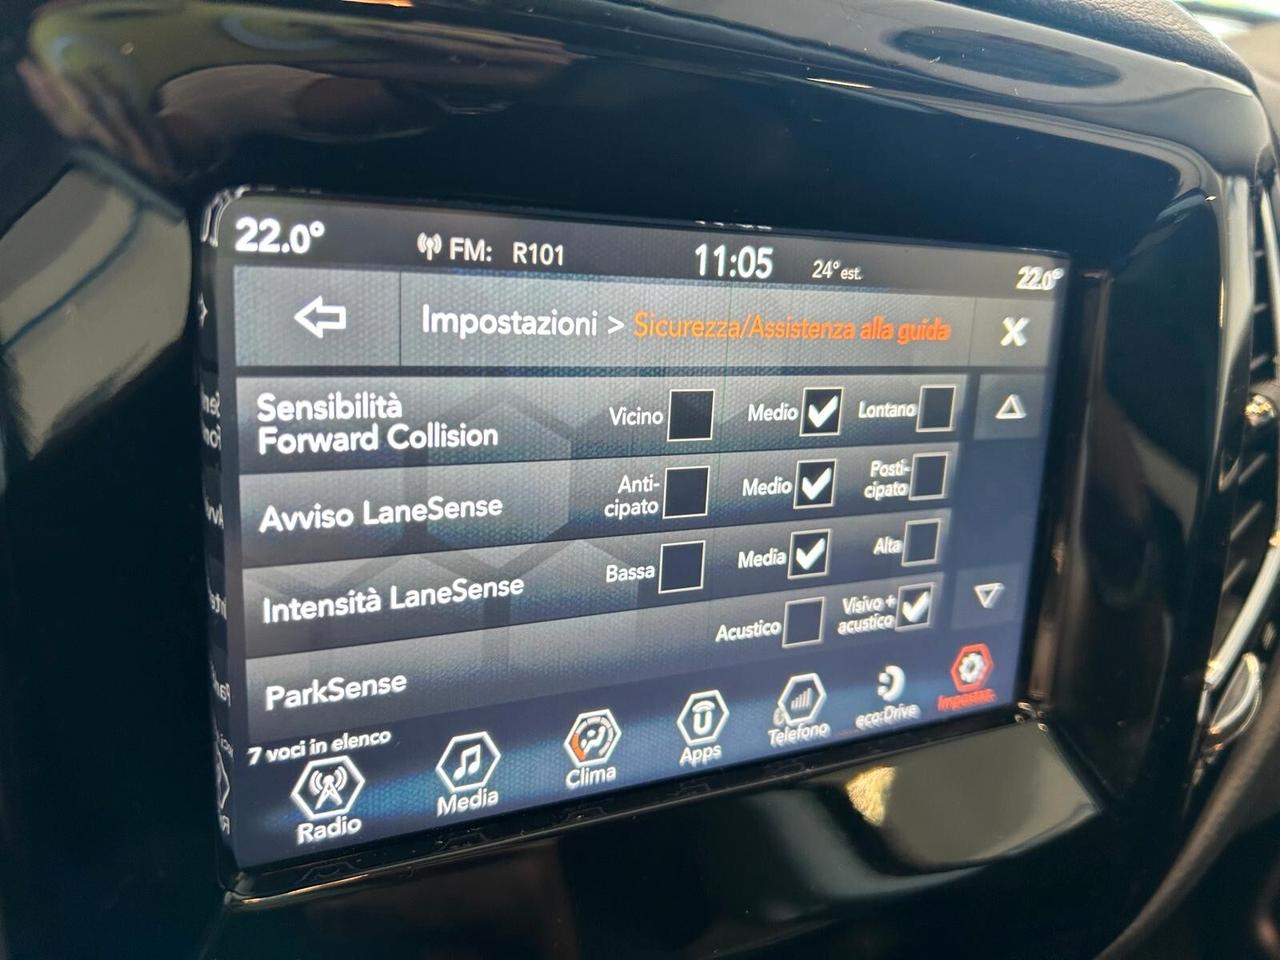 22.0° FM: R101 11:05 24° est. 22.0°
Impostazioni > Sicurezza/Assistenza alla guida X
Sensibilità
Forward Collision
Vicino
Medio
Lontano
Avviso LaneSense
Anti-
cipato
Medio
Posti-
cipato
Intensità LaneSense
Bassa
Media
Alta
ParkSense
Acustico
Visivo +
acustico
7 voci in elenco
Radio
Media
Clima
Apps
Telefono
eco:Drive
Impostaz.